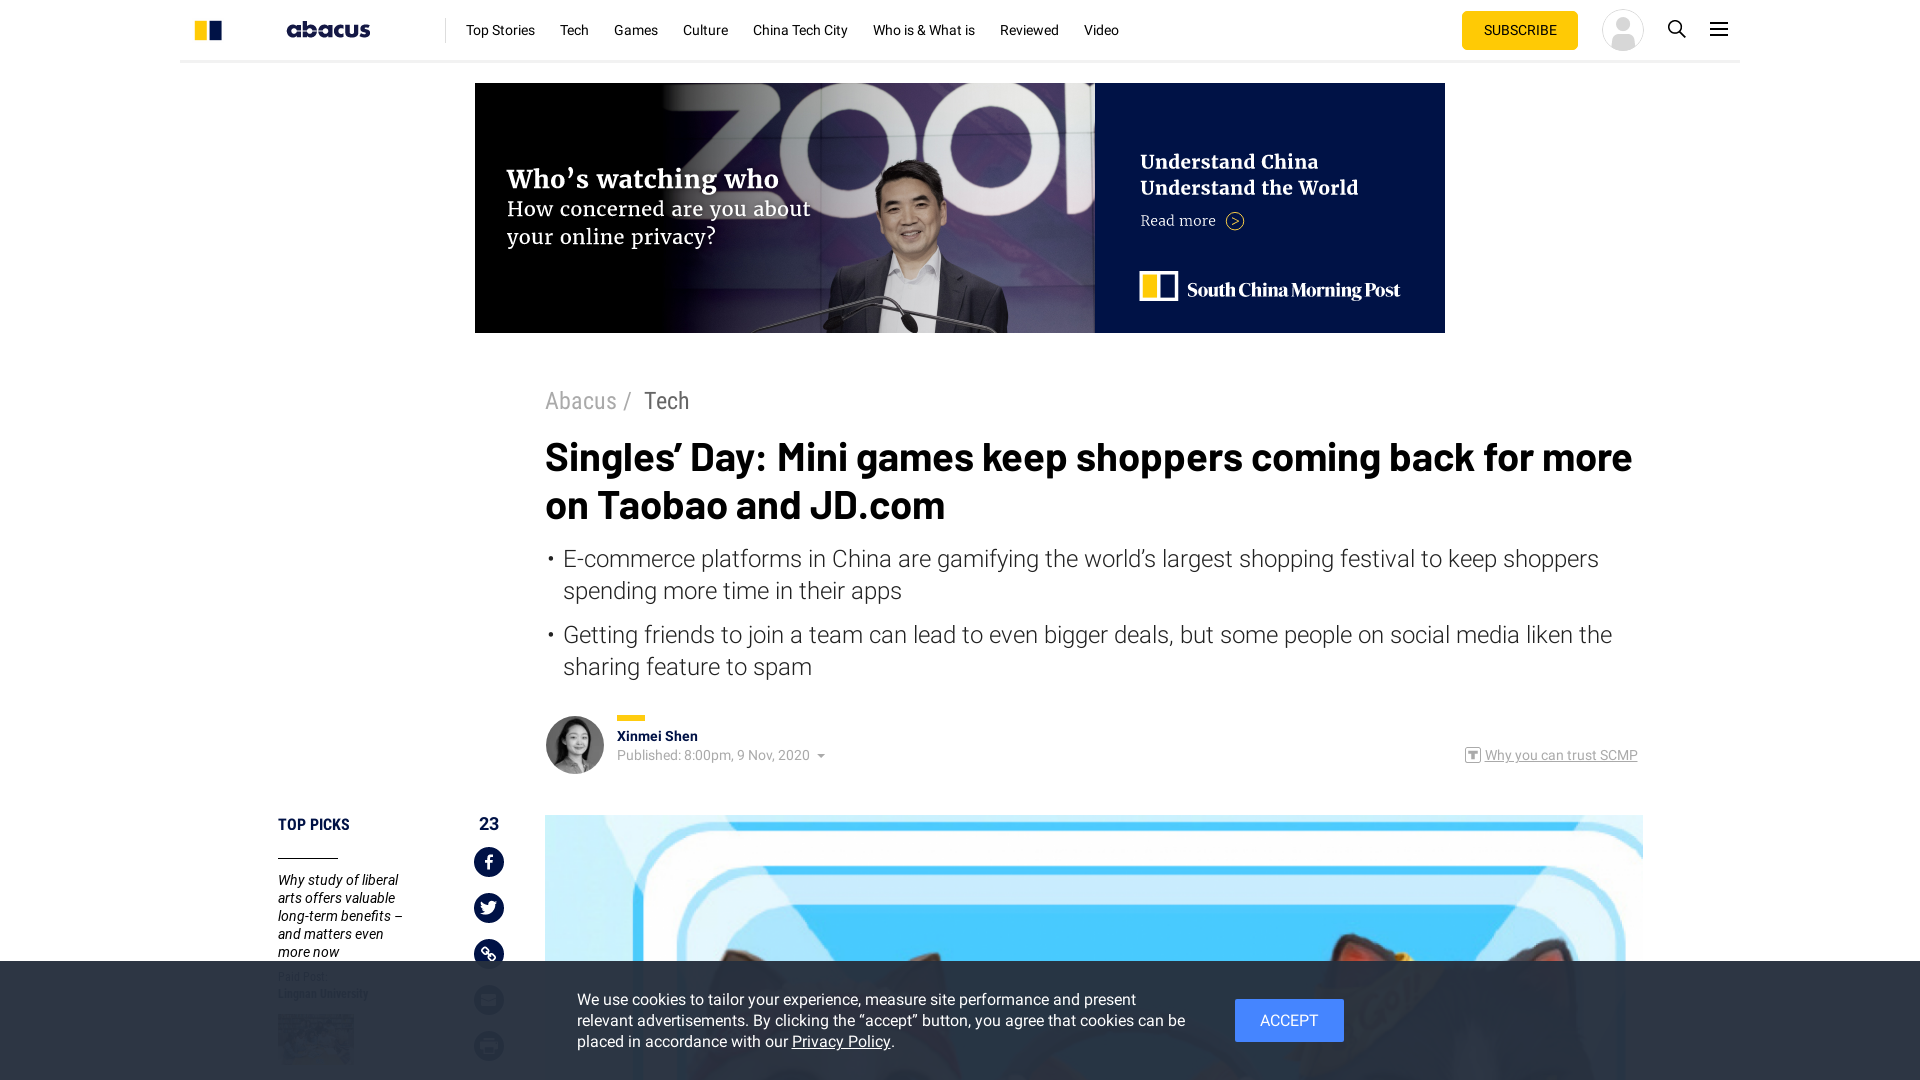 abacus
Top Stories
Tech
Games
Culture
China Tech City
Who is & What is
Reviewed
Video
SUBSCRIBE
ZOOM
Who’s watching who
How concerned are you about
your online privacy?
Understand China
Understand the World
Read more
South China Morning Post
Abacus / Tech
Singles’ Day: Mini games keep shoppers coming back for more
on Taobao and JD.com
• E-commerce platforms in China are gamifying the world’s largest shopping festival to keep shoppers
spending more time in their apps
• Getting friends to join a team can lead to even bigger deals, but some people on social media liken the
sharing feature to spam
Xinmei Shen
Published: 8:00pm, 9 Nov, 2020
Why you can trust SCMP
TOP PICKS
23
Why study of liberal
arts offers valuable
long-term benefits –
and matters even
more now
Paid Post:
Lingnan University
We use cookies to tailor your experience, measure site performance and present
relevant advertisements. By clicking the “accept” button, you agree that cookies can be
placed in accordance with our Privacy Policy.
ACCEPT